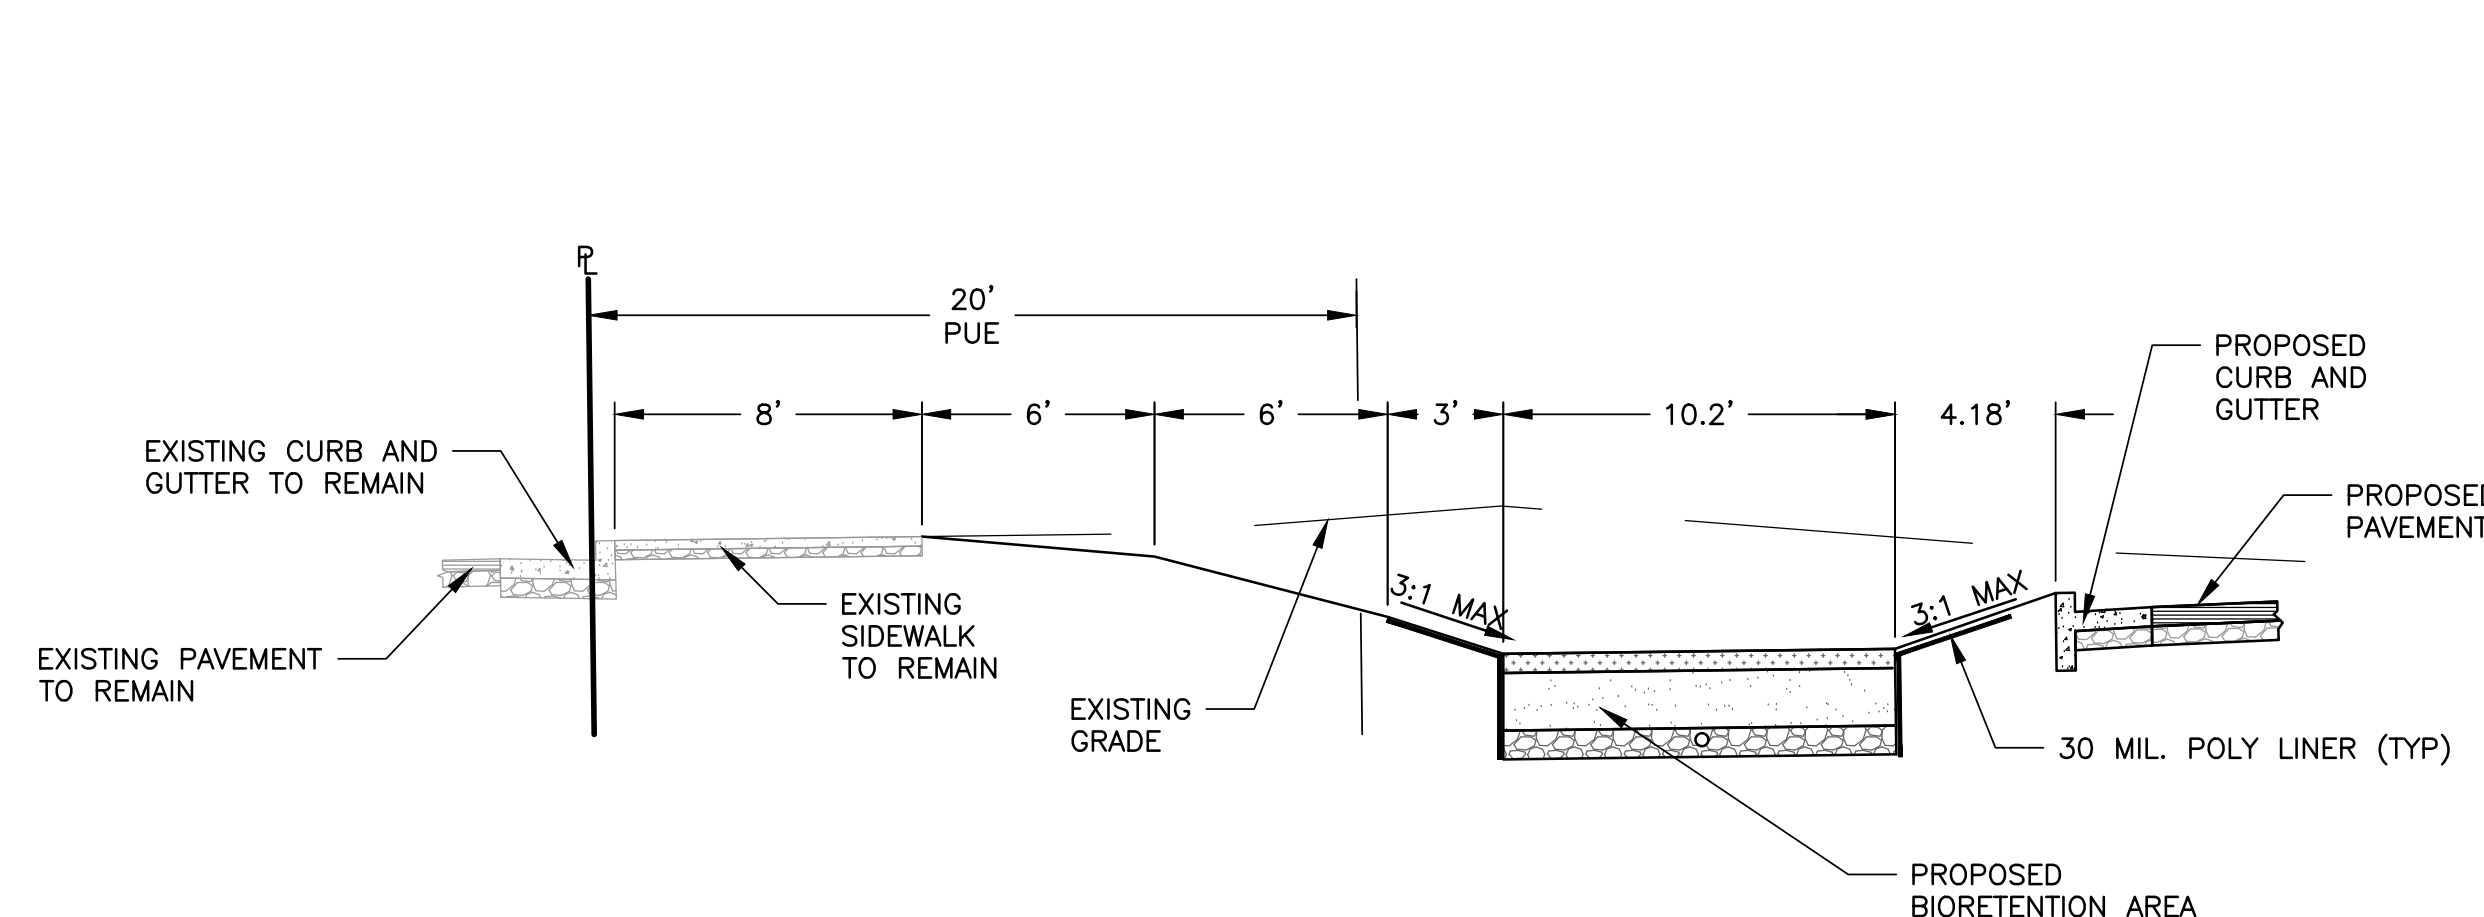 PL
20'
PUE
8'
6'
6'
3'
10.2'
4.18'
PROPOSED
CURB AND
GUTTER
EXISTING CURB AND
GUTTER TO REMAIN
PROPOSED
PAVEMENT
3:1 MAX
3:1 MAX
EXISTING
SIDEWALK
TO REMAIN
EXISTING PAVEMENT
TO REMAIN
EXISTING
GRADE
30 MIL. POLY LINER (TYP)
PROPOSED
BIORETENTION AREA